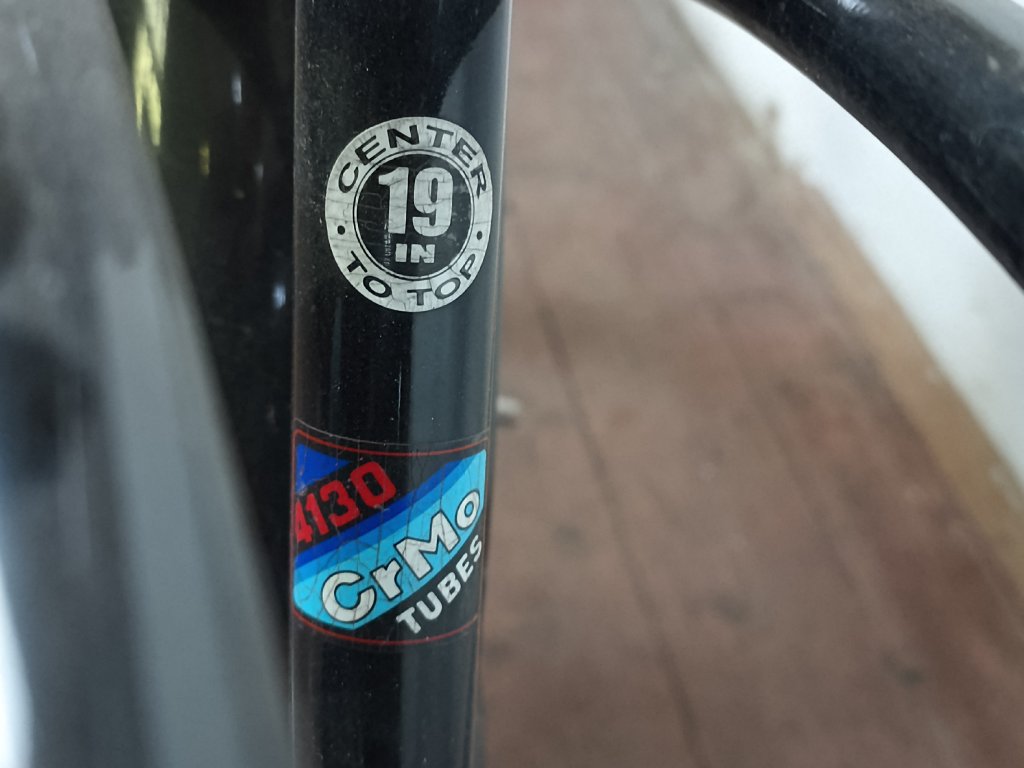 CENTER
19
IN
TO TOP
4130
CrMo
TUBES